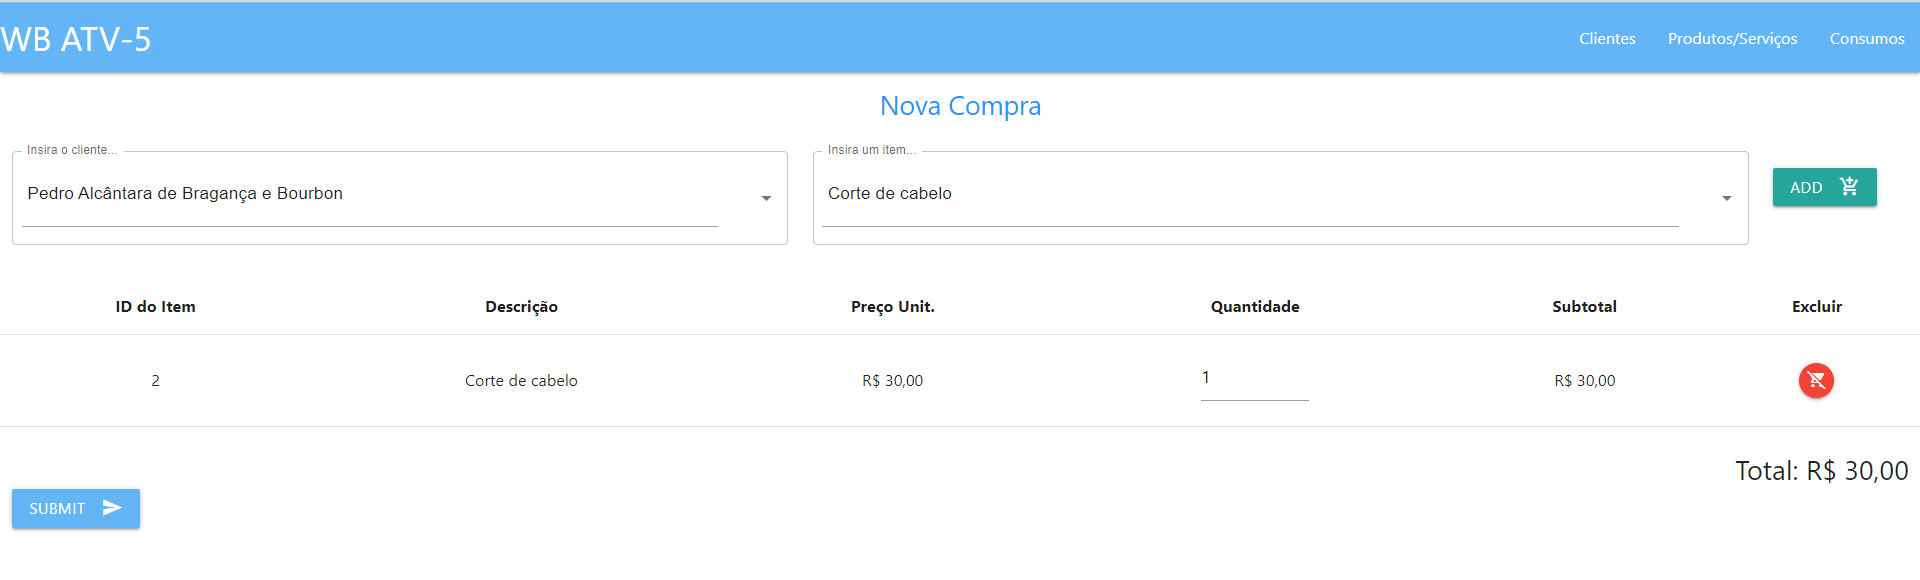 WB ATV-5
Clientes Produtos/Serviços Consumos
Nova Compra
Insira o cliente...
Pedro Alcântara de Bragança e Bourbon
Insira um item...
Corte de cabelo
ADD
ID do Item Descrição Preço Unit. Quantidade Subtotal Excluir
2 Corte de cabelo R$ 30,00 1 R$ 30,00
Total: R$ 30,00
SUBMIT